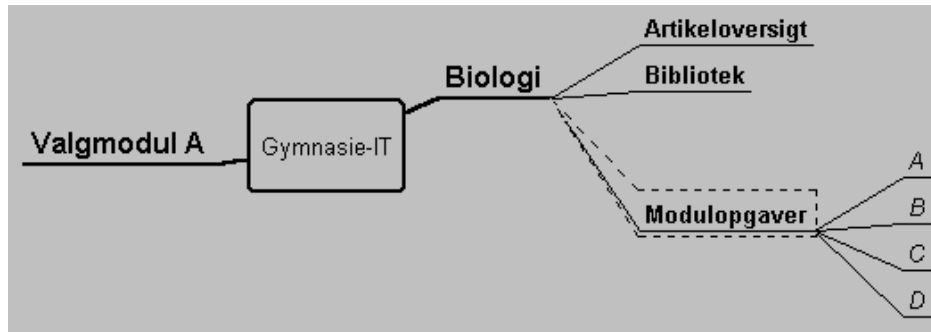 Artikeloversigt
Biologi
Bibliotek
Valgmodul A
Gymnasie-IT
Modulopgaver
A
B
C
D